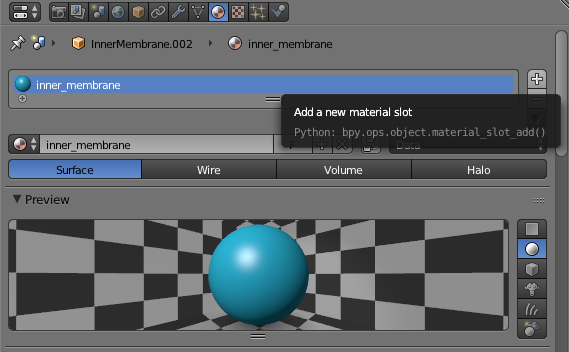 InnerMembrane.002 inner_membrane
inner_membrane
Add a new material slot
Python: bpy.ops.object.material_slot_add()
inner_membrane F Data
Surface Wire Volume Halo
Preview